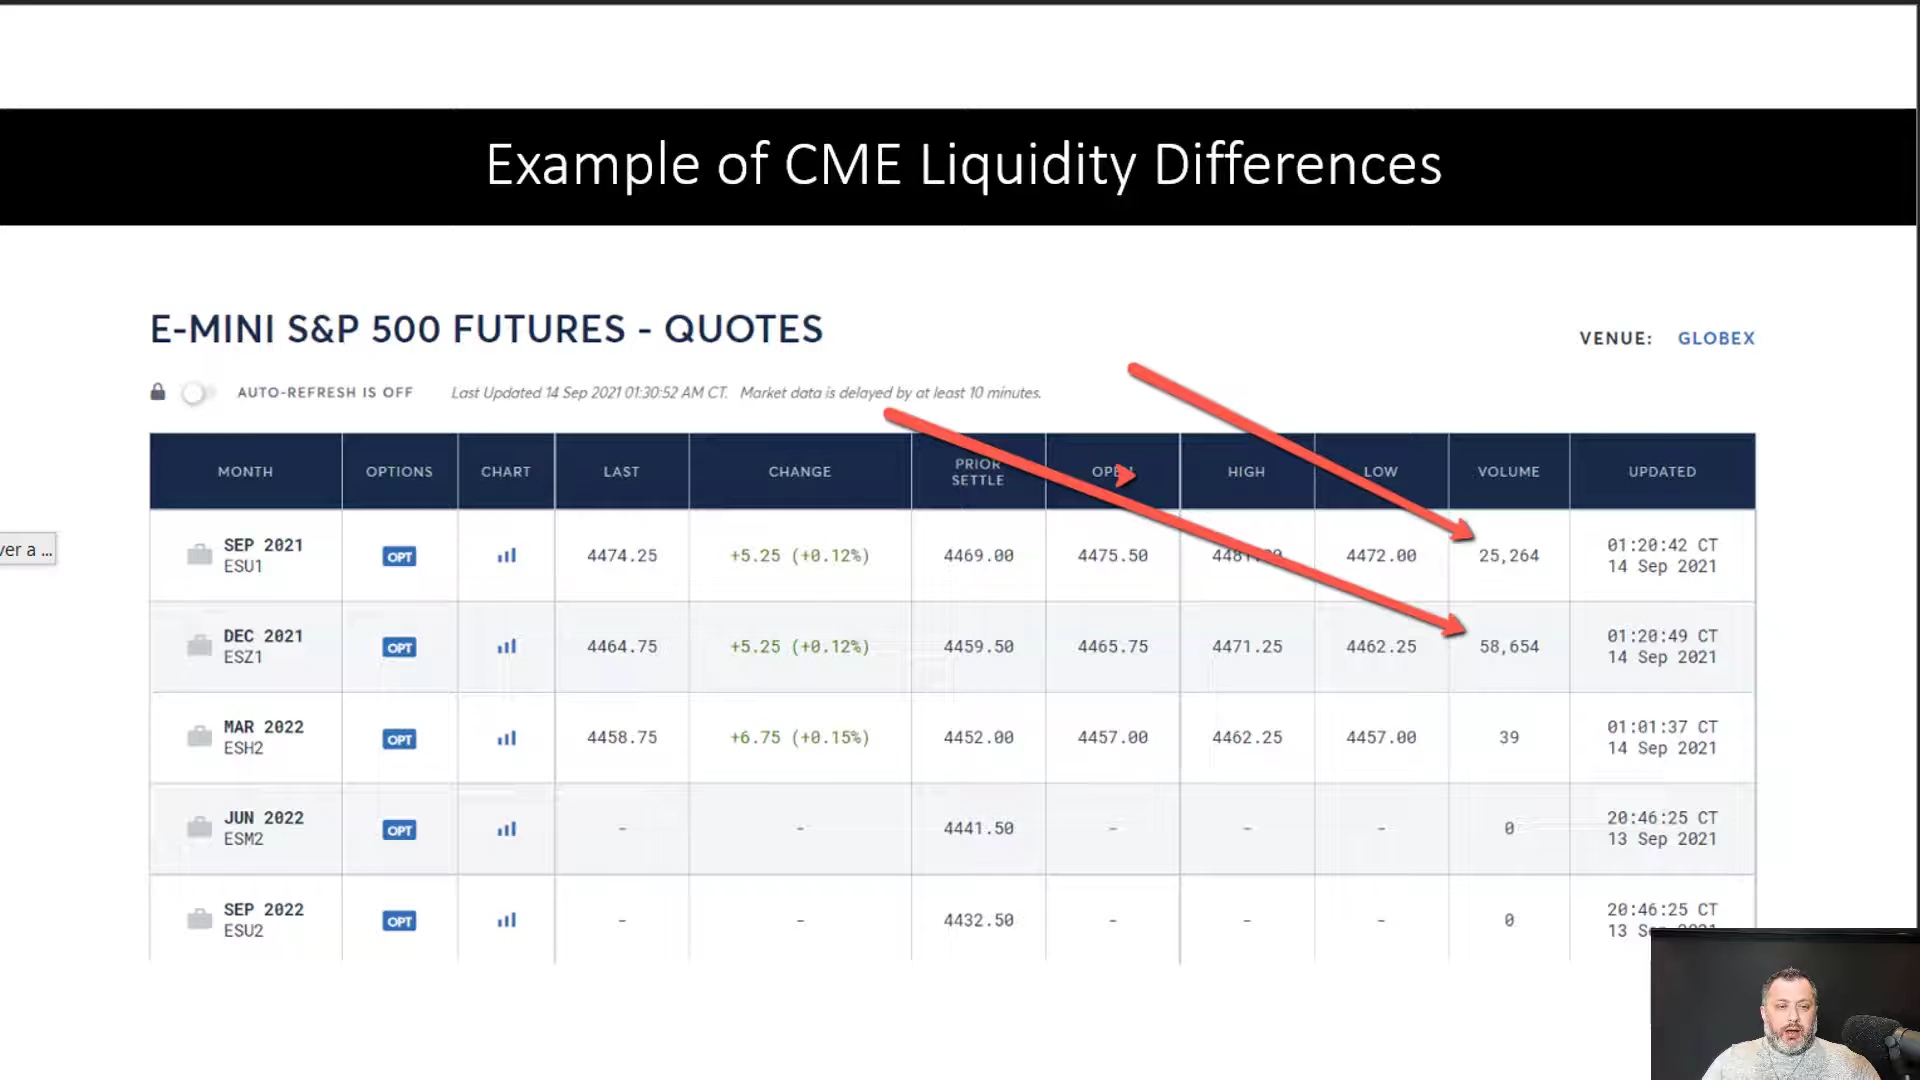 Example of CME Liquidity Differences
E-MINI S&P 500 FUTURES - QUOTES
VENUE: GLOBEX
AUTO-REFRESH IS OFF Last Updated 14 Sep 2021 01:30:52 AM CT. Market data is delayed by at least 10 minutes.
MONTH OPTIONS CHART LAST CHANGE PRIOR SETTLE OPEN HIGH LOW VOLUME UPDATED
SEP 2021 ESU1 OPT 4474.25 +5.25 (+0.12%) 4469.00 4475.50 4472.00 25,264 01:20:42 CT 14 Sep 2021
ver a ...
DEC 2021 ESZ1 OPT 4464.75 +5.25 (+0.12%) 4459.50 4465.75 4471.25 4462.25 58,654 01:20:49 CT 14 Sep 2021
MAR 2022 ESH2 OPT 4458.75 +6.75 (+0.15%) 4452.00 4457.00 4462.25 4457.00 39 01:01:37 CT 14 Sep 2021
JUN 2022 ESM2 OPT - - 4441.50 - - - 0 20:46:25 CT 13 Sep 2021
SEP 2022 ESU2 OPT - - 4432.50 - - - 0 20:46:25 CT 13